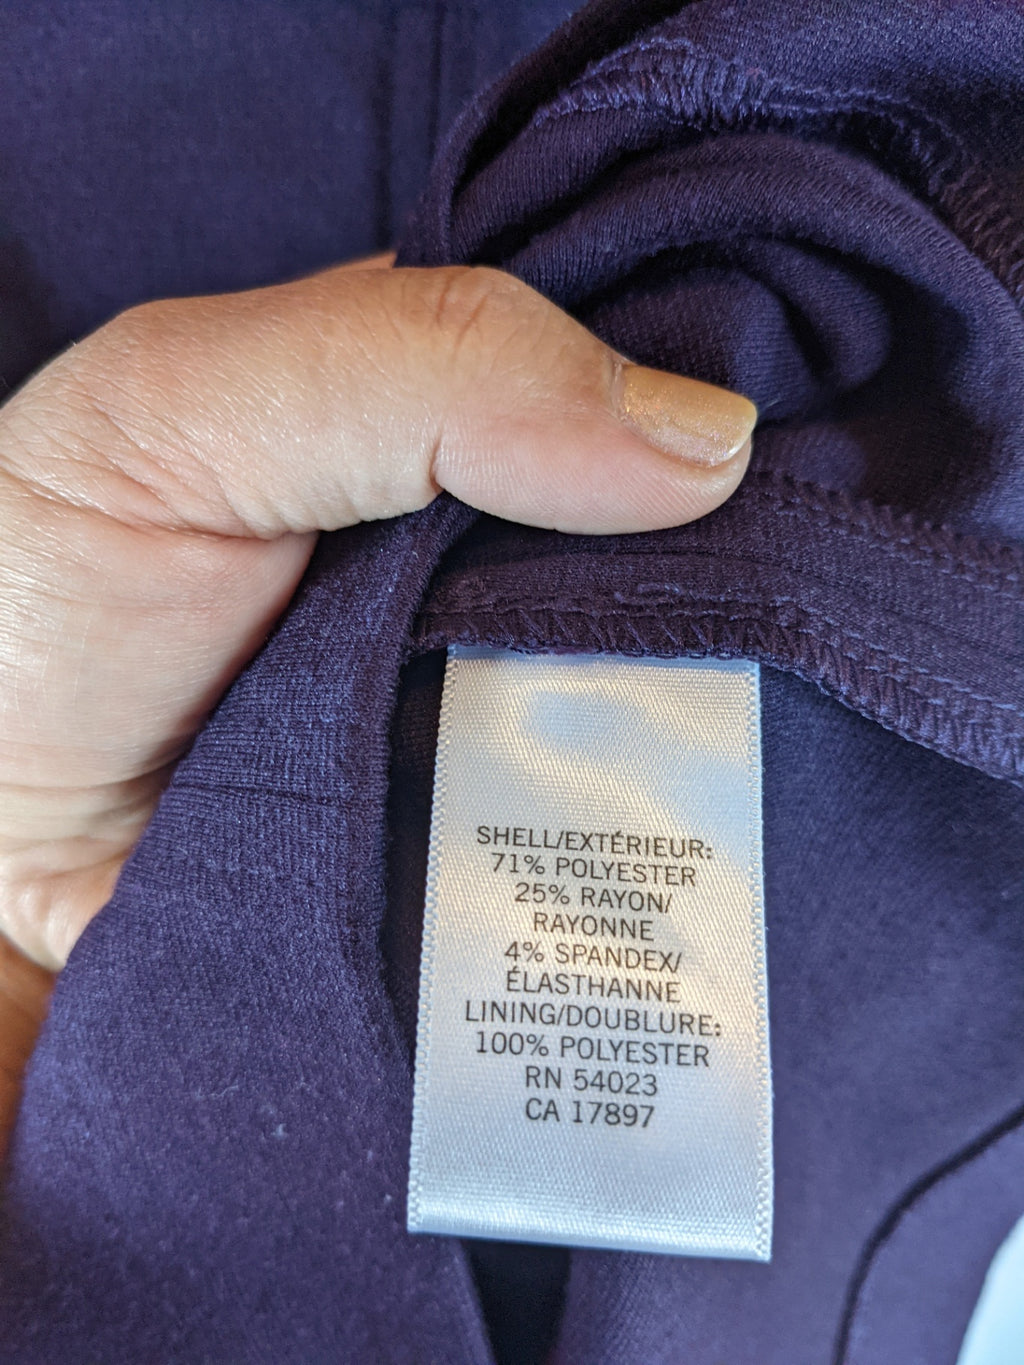 SHELL/EXTÉRIEUR:
71% POLYESTER
25% RAYON/
RAYONNE
4% SPANDEX/
ÉLASTHANNE
LINING/DOUBLURE:
100% POLYESTER
RN 54023
CA 17897